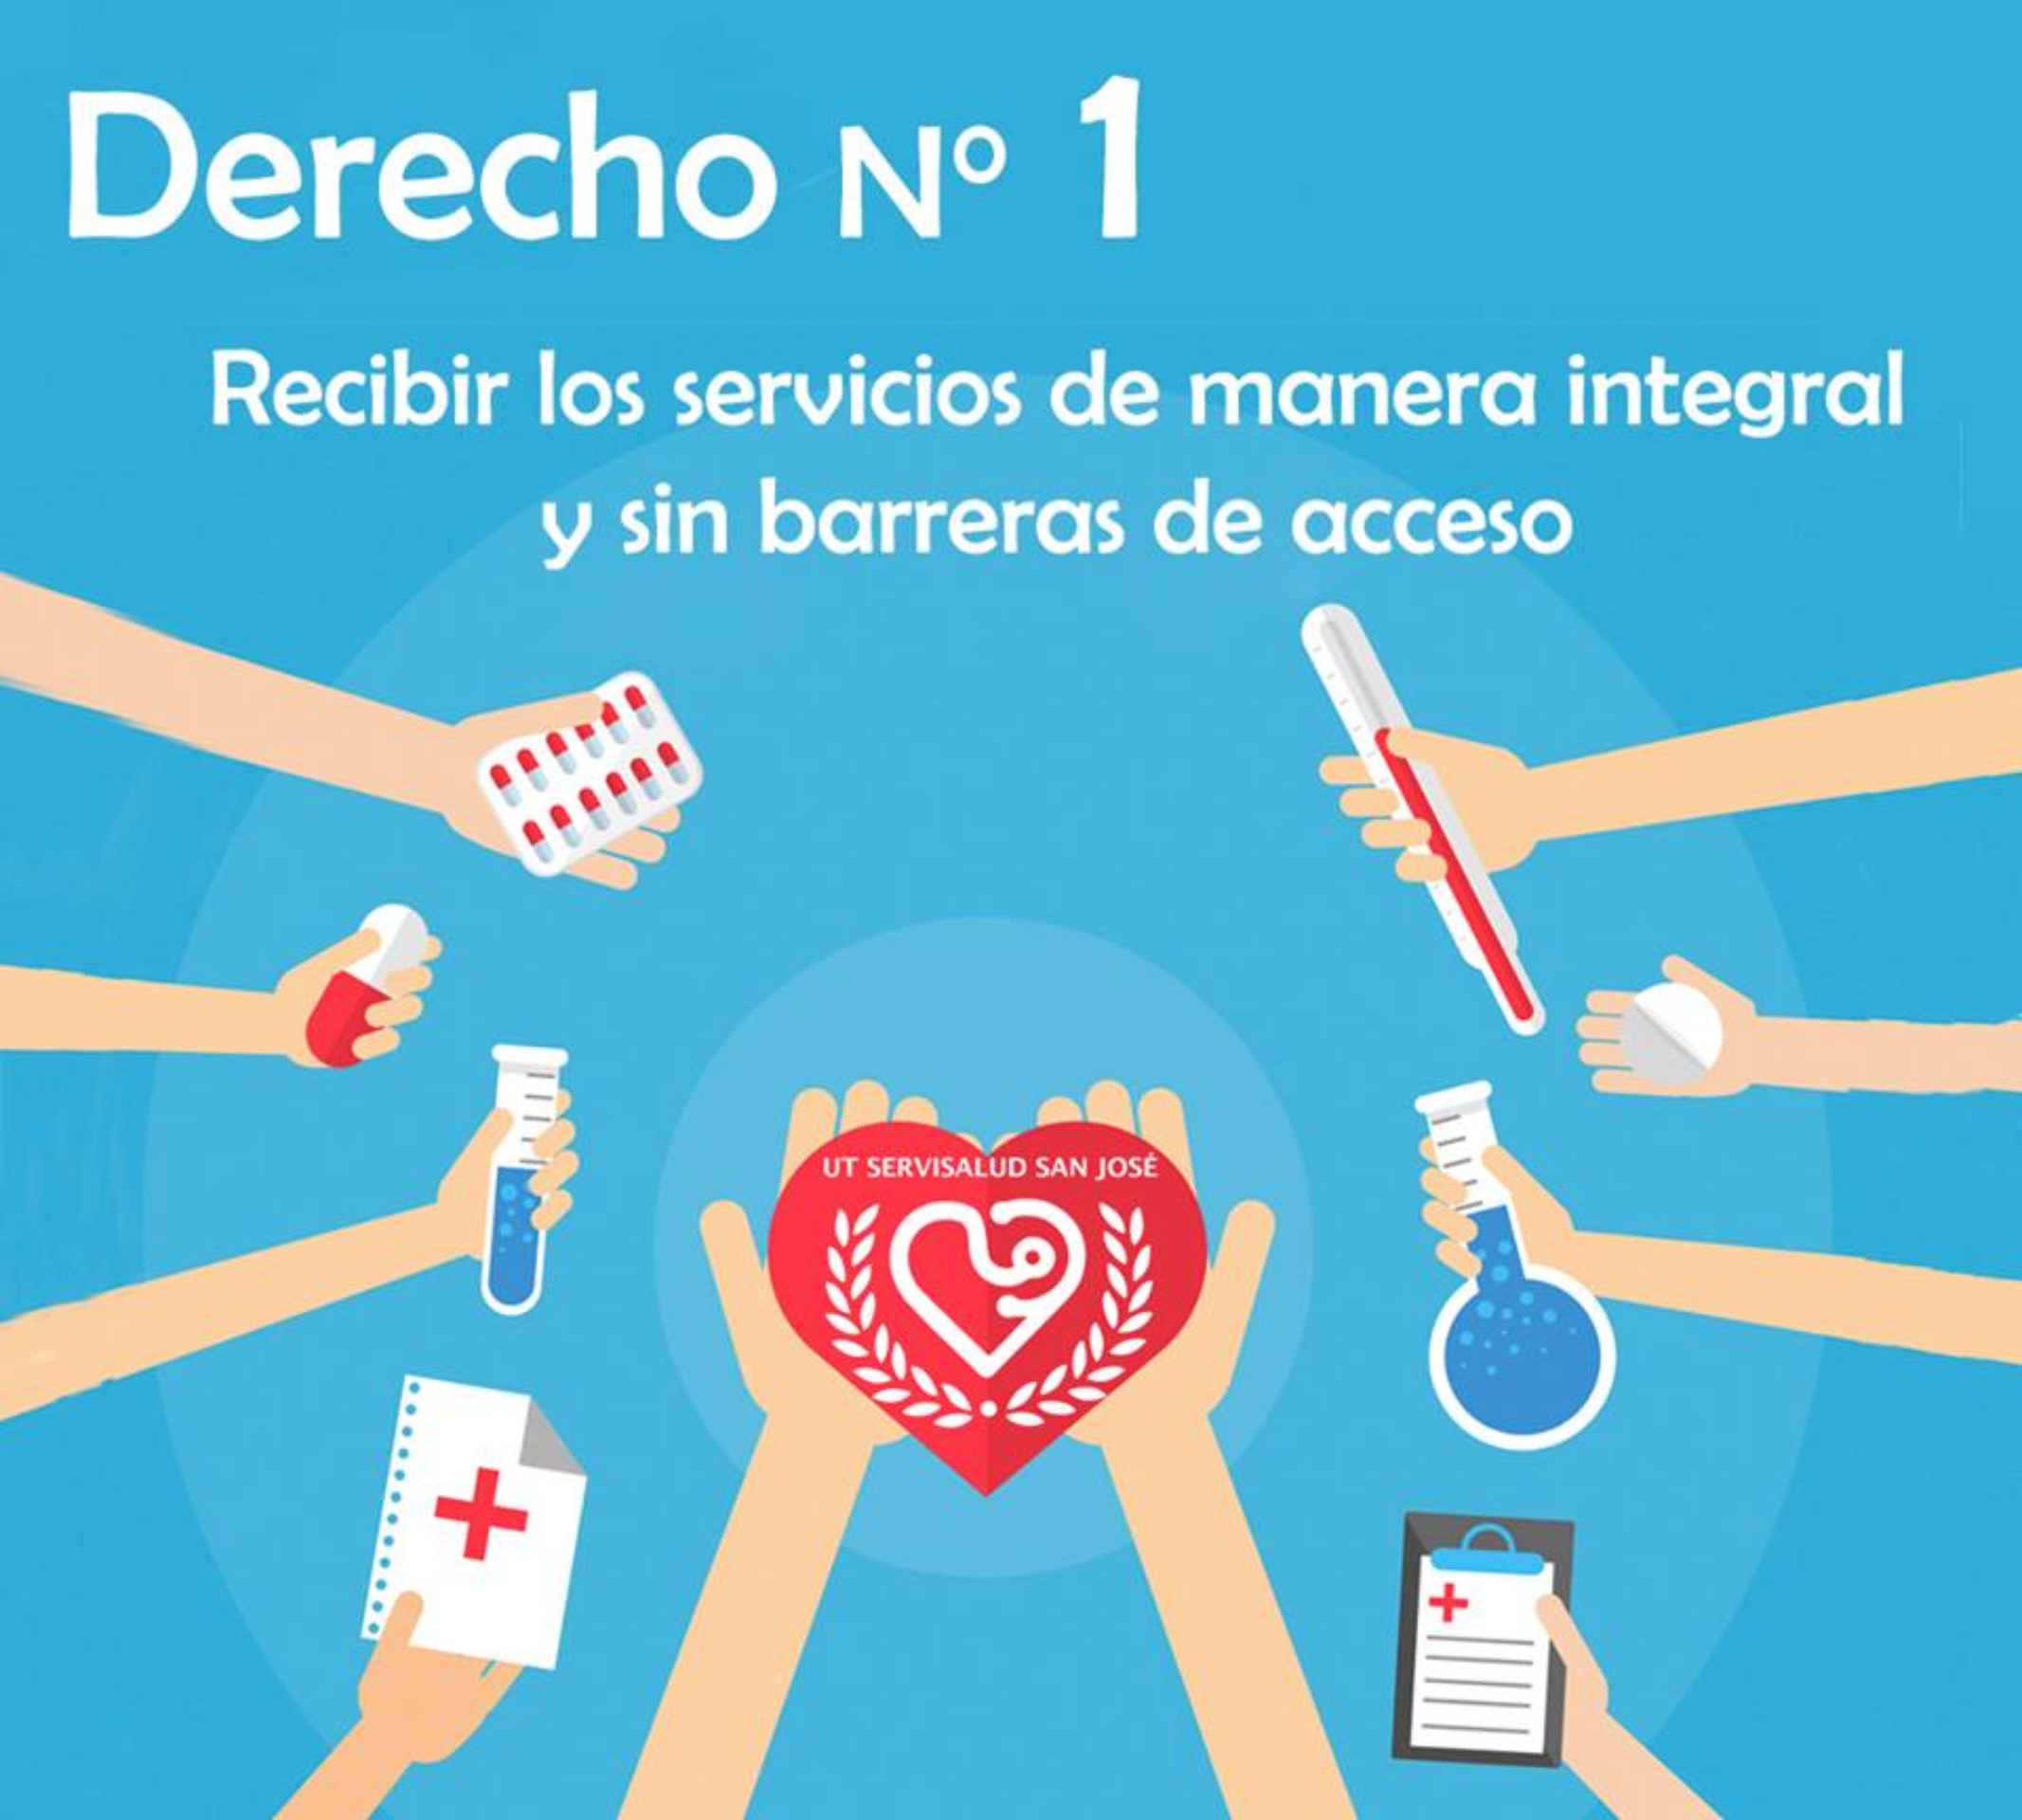 Derecho Nº 1
Recibir los servicios de manera integral
y sin barreras de acceso
UT SERVISALUD SAN JOSÉ